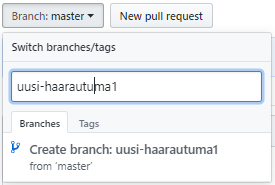 Branch: master New pull request
Switch branches/tags
uusi-haarautuma1
Branches Tags
Create branch: uusi-haarautuma1
from 'master'